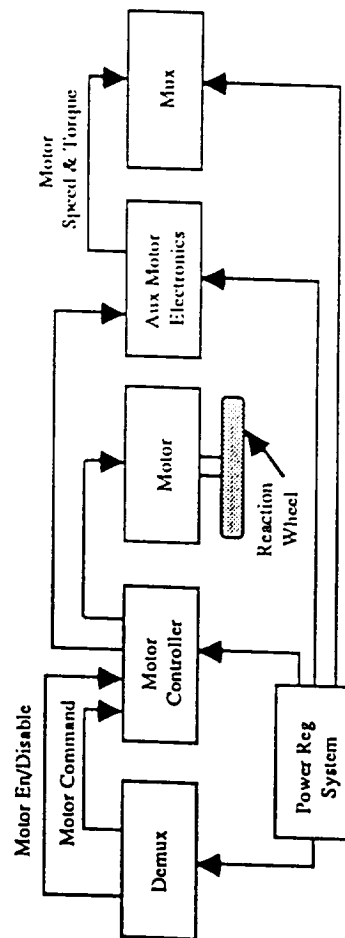 Motor En/Disable
Motor Command
Motor
Speed & Torque
Demux
Motor
Controller
Motor
Aux Motor
Electronics
Mux
Reaction
Wheel
Power Reg
System